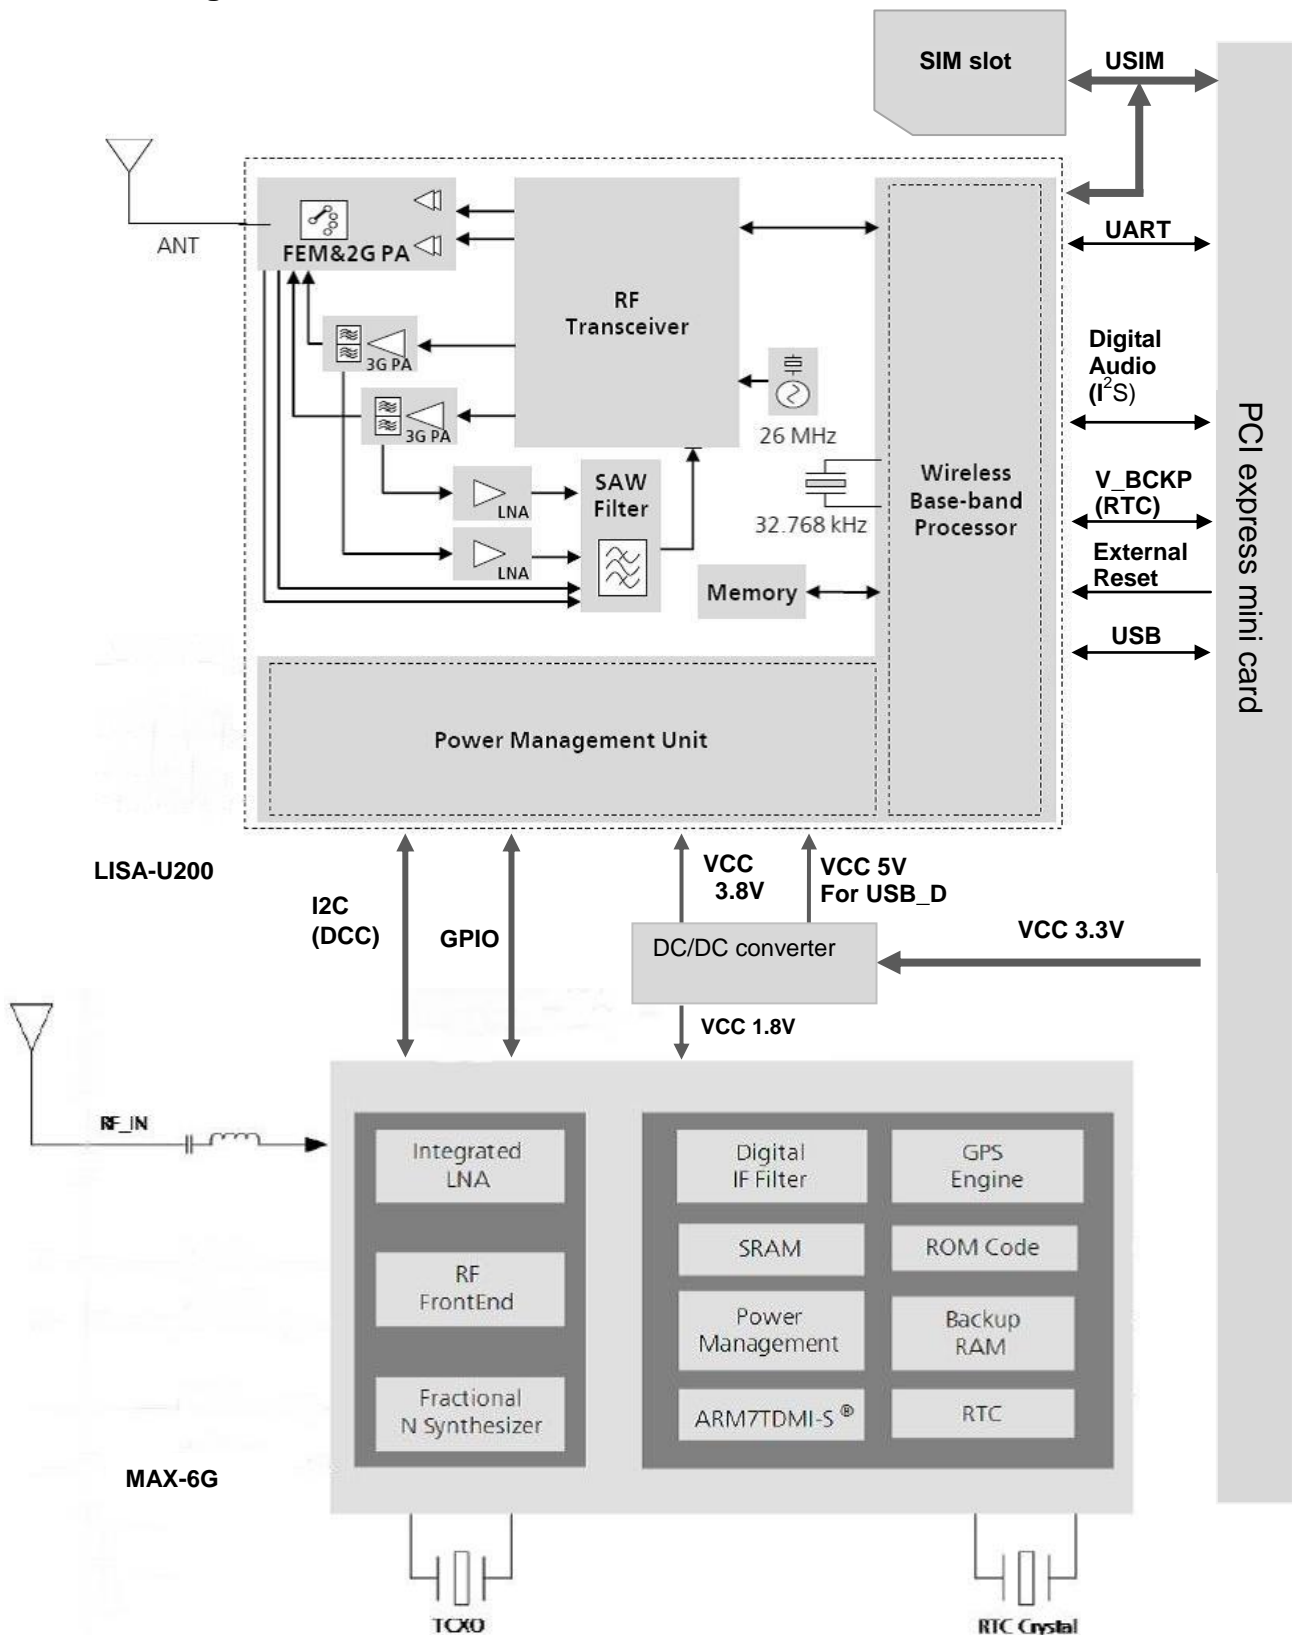 SIM slot
USIM
ANT
FEM&2G PA
UART
RF
Transceiver
3G PA
Digital
Audio
(I²S)
3G PA
26 MHz
PCI express mini card
SAW
Filter
LNA
Wireless
Base-band
Processor
V_BCKP
(RTC)
32.768 kHz
LNA
External
Reset
Memory
USB
Power Management Unit
LISA-U200
VCC
3.8V
VCC 5V
For USB_D
I2C
(DCC)
GPIO
DC/DC converter
VCC 3.3V
VCC 1.8V
RF_IN
Integrated
LNA
Digital
IF Filter
GPS
Engine
SRAM
ROM Code
RF
FrontEnd
Power
Management
Backup
RAM
Fractional
N Synthesizer
ARM7TDMI-S ®
RTC
MAX-6G
TCXO
RTC Crystal